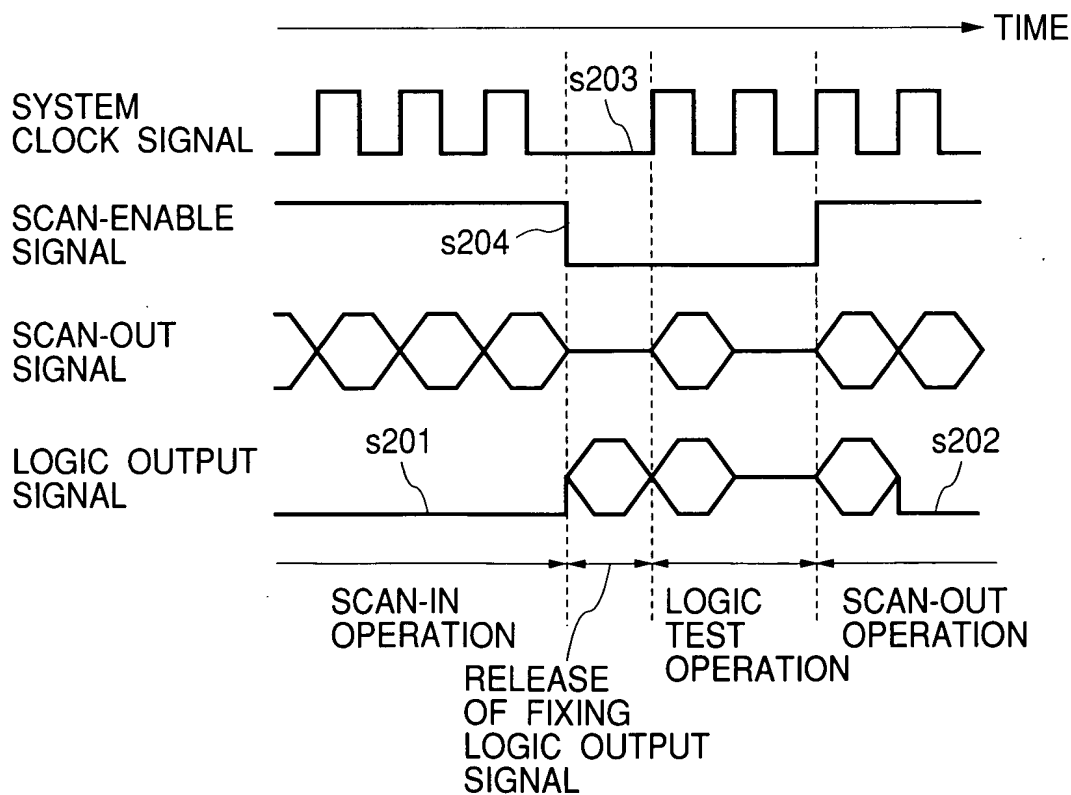 TIME
s203
SYSTEM
CLOCK SIGNAL
SCAN-ENABLE
SIGNAL
s204
SCAN-OUT
SIGNAL
s201
s202
LOGIC OUTPUT
SIGNAL
SCAN-IN
OPERATION
LOGIC
TEST
OPERATION
SCAN-OUT
OPERATION
RELEASE
OF FIXING
LOGIC OUTPUT
SIGNAL